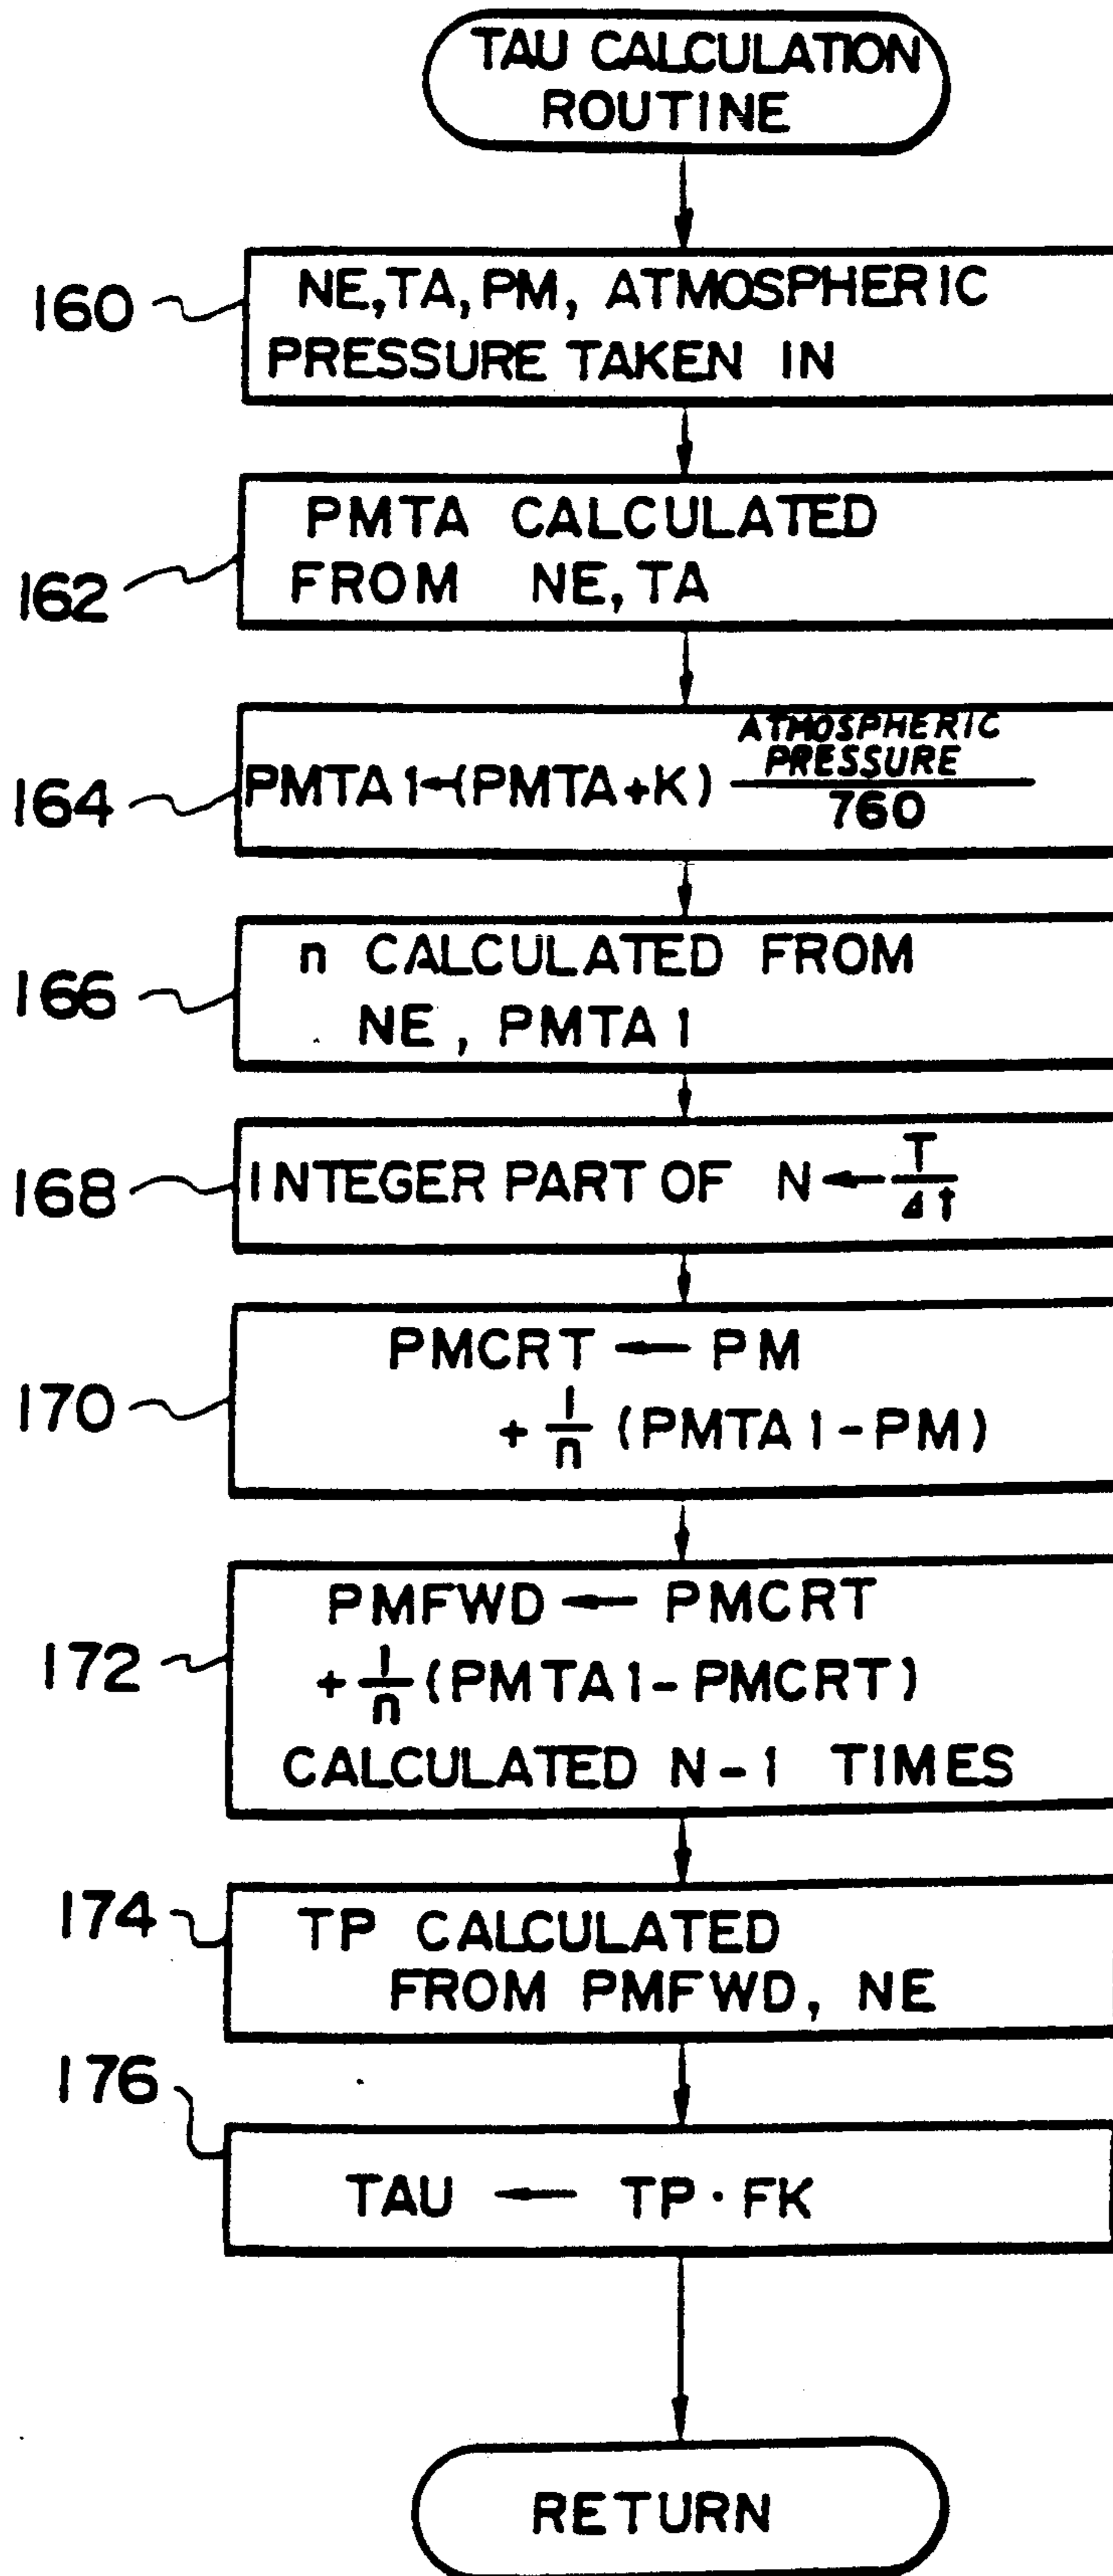 TAU CALCULATION
ROUTINE
160
NE, TA, PM, ATMOSPHERIC
PRESSURE TAKEN IN
162
PMTA CALCULATED
FROM NE, TA
164
PMTA1←(PMTA+K) ATMOSPHERIC PRESSURE/760
166
n CALCULATED FROM
NE, PMTA1
168
INTEGER PART OF N ← T/Δt
170
PMCRT ← PM
+ 1/n (PMTA1-PM)
172
PMFWD ← PMCRT
+ 1/n (PMTA1-PMCRT)
CALCULATED N-1 TIMES
174
TP CALCULATED
FROM PMFWD, NE
176
TAU ← TP·FK
RETURN